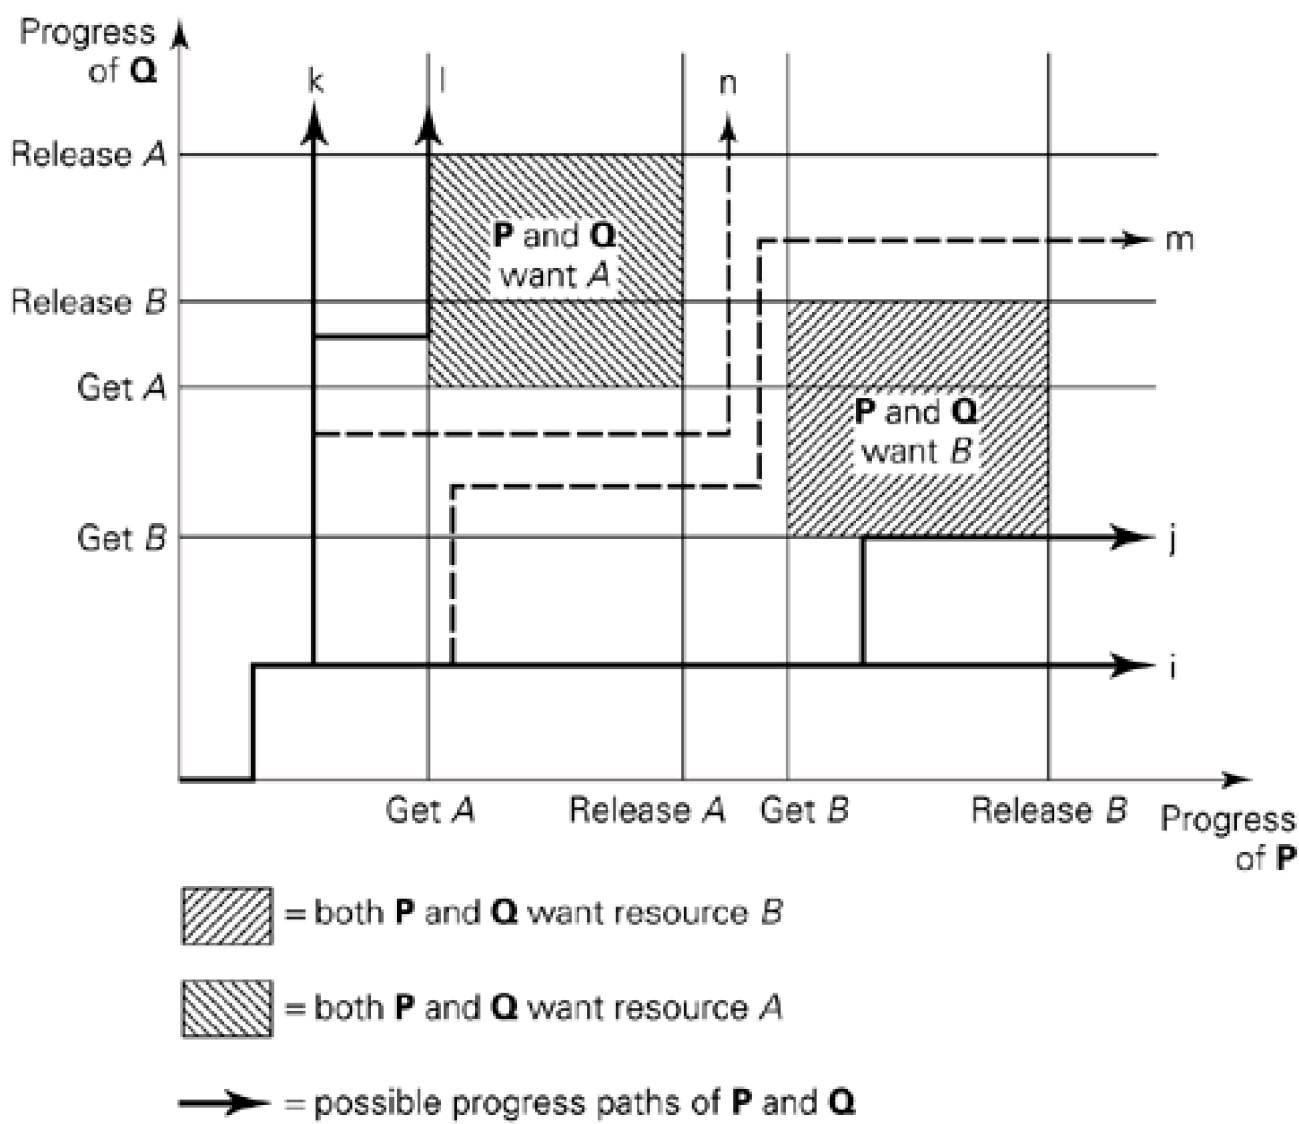 Progress
of Q
k
l
n
Release A
P and Q
want A
m
Release B
Get A
P and Q
want B
Get B
j
i
Get A
Release A
Get B
Release B
Progress
of P
= both P and Q want resource B
= both P and Q want resource A
= possible progress paths of P and Q